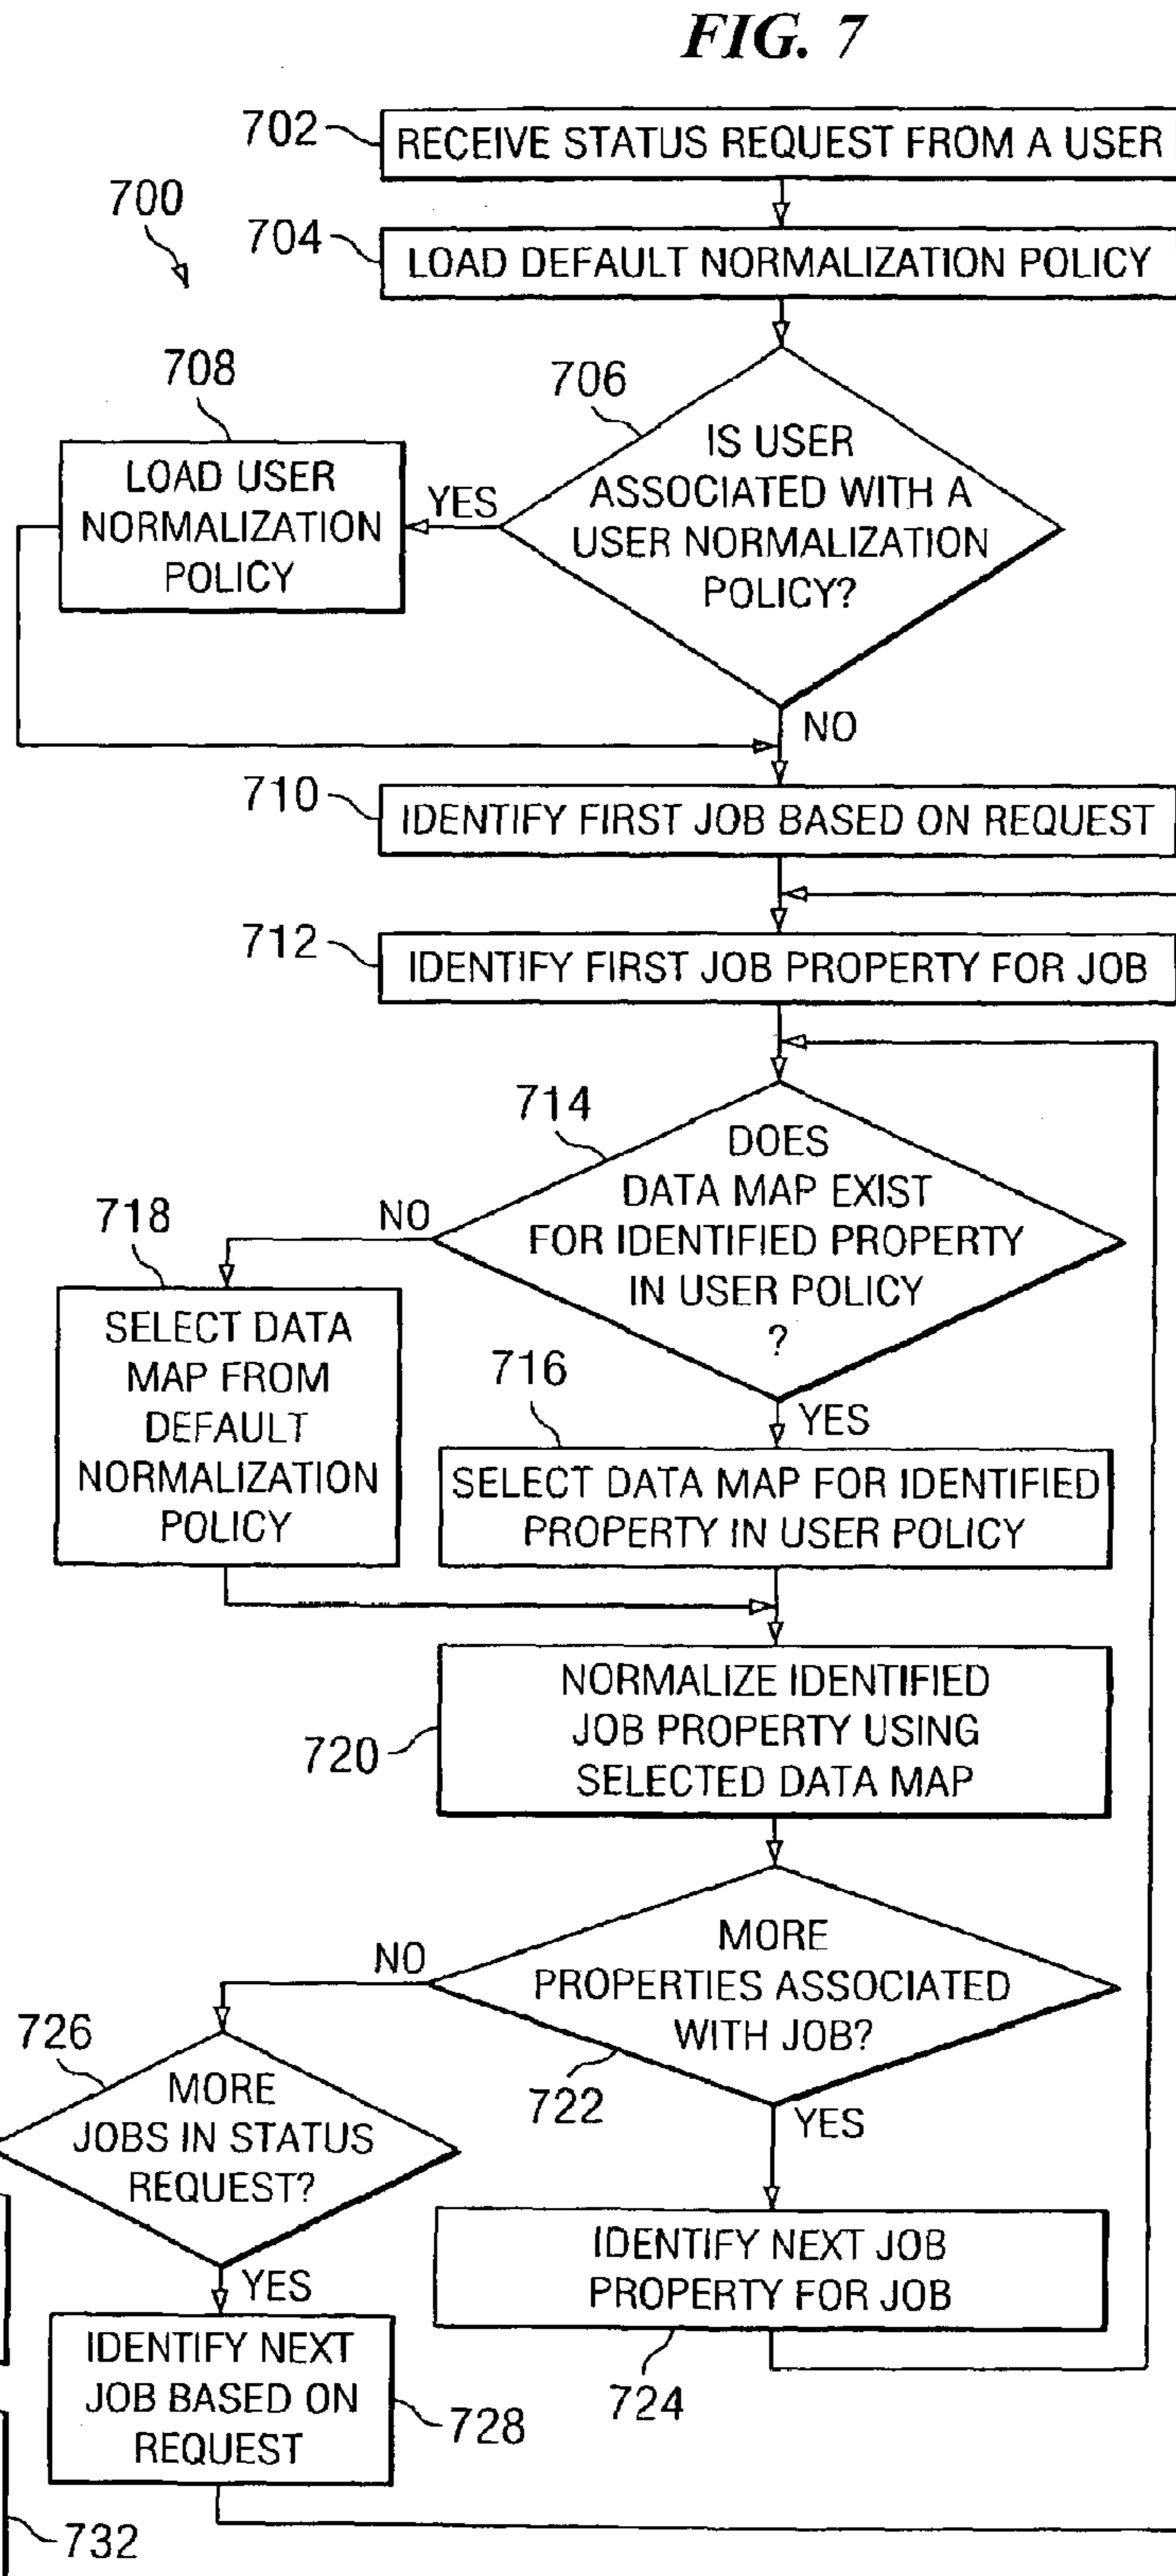 FIG. 7
702
RECEIVE STATUS REQUEST FROM A USER
700
704
LOAD DEFAULT NORMALIZATION POLICY
708
706
LOAD USER
NORMALIZATION
POLICY
YES
IS USER
ASSOCIATED WITH A
USER NORMALIZATION
POLICY?
NO
710
IDENTIFY FIRST JOB BASED ON REQUEST
712
IDENTIFY FIRST JOB PROPERTY FOR JOB
714
DOES
DATA MAP EXIST
FOR IDENTIFIED PROPERTY
IN USER POLICY
?
NO
718
SELECT DATA
MAP FROM
DEFAULT
NORMALIZATION
POLICY
716
YES
SELECT DATA MAP FOR IDENTIFIED
PROPERTY IN USER POLICY
720
NORMALIZE IDENTIFIED
JOB PROPERTY USING
SELECTED DATA MAP
NO
MORE
PROPERTIES ASSOCIATED
WITH JOB?
722
YES
726
MORE
JOBS IN STATUS
REQUEST?
YES
IDENTIFY NEXT JOB
PROPERTY FOR JOB
724
IDENTIFY NEXT
JOB BASED ON
REQUEST
728
732